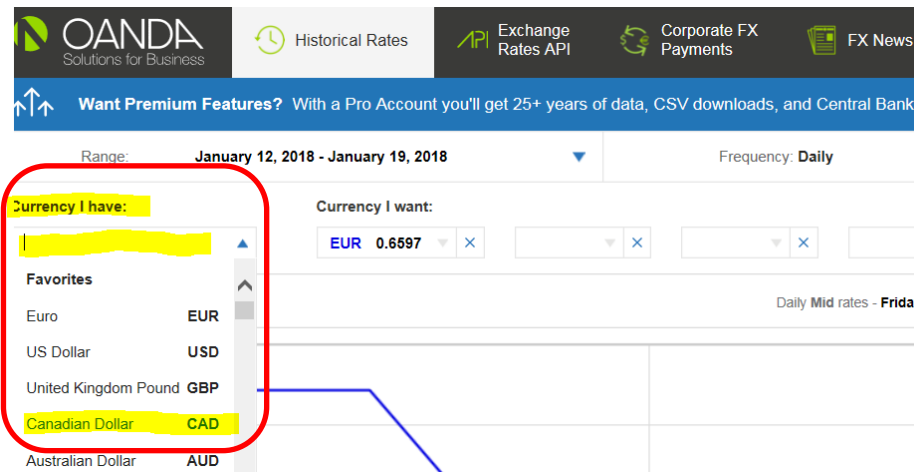 OANDA
Solutions for Business
Historical Rates
API
Exchange
Rates API
Corporate FX
Payments
FX News
Want Premium Features? With a Pro Account you'll get 25+ years of data, CSV downloads, and Central Bank
Range: January 12, 2018 - January 19, 2018
Frequency: Daily
Currency I have:
Currency I want:
EUR 0.6597
Favorites
Euro EUR
US Dollar USD
United Kingdom Pound GBP
Canadian Dollar CAD
Australian Dollar AUD
Daily Mid rates - Frida